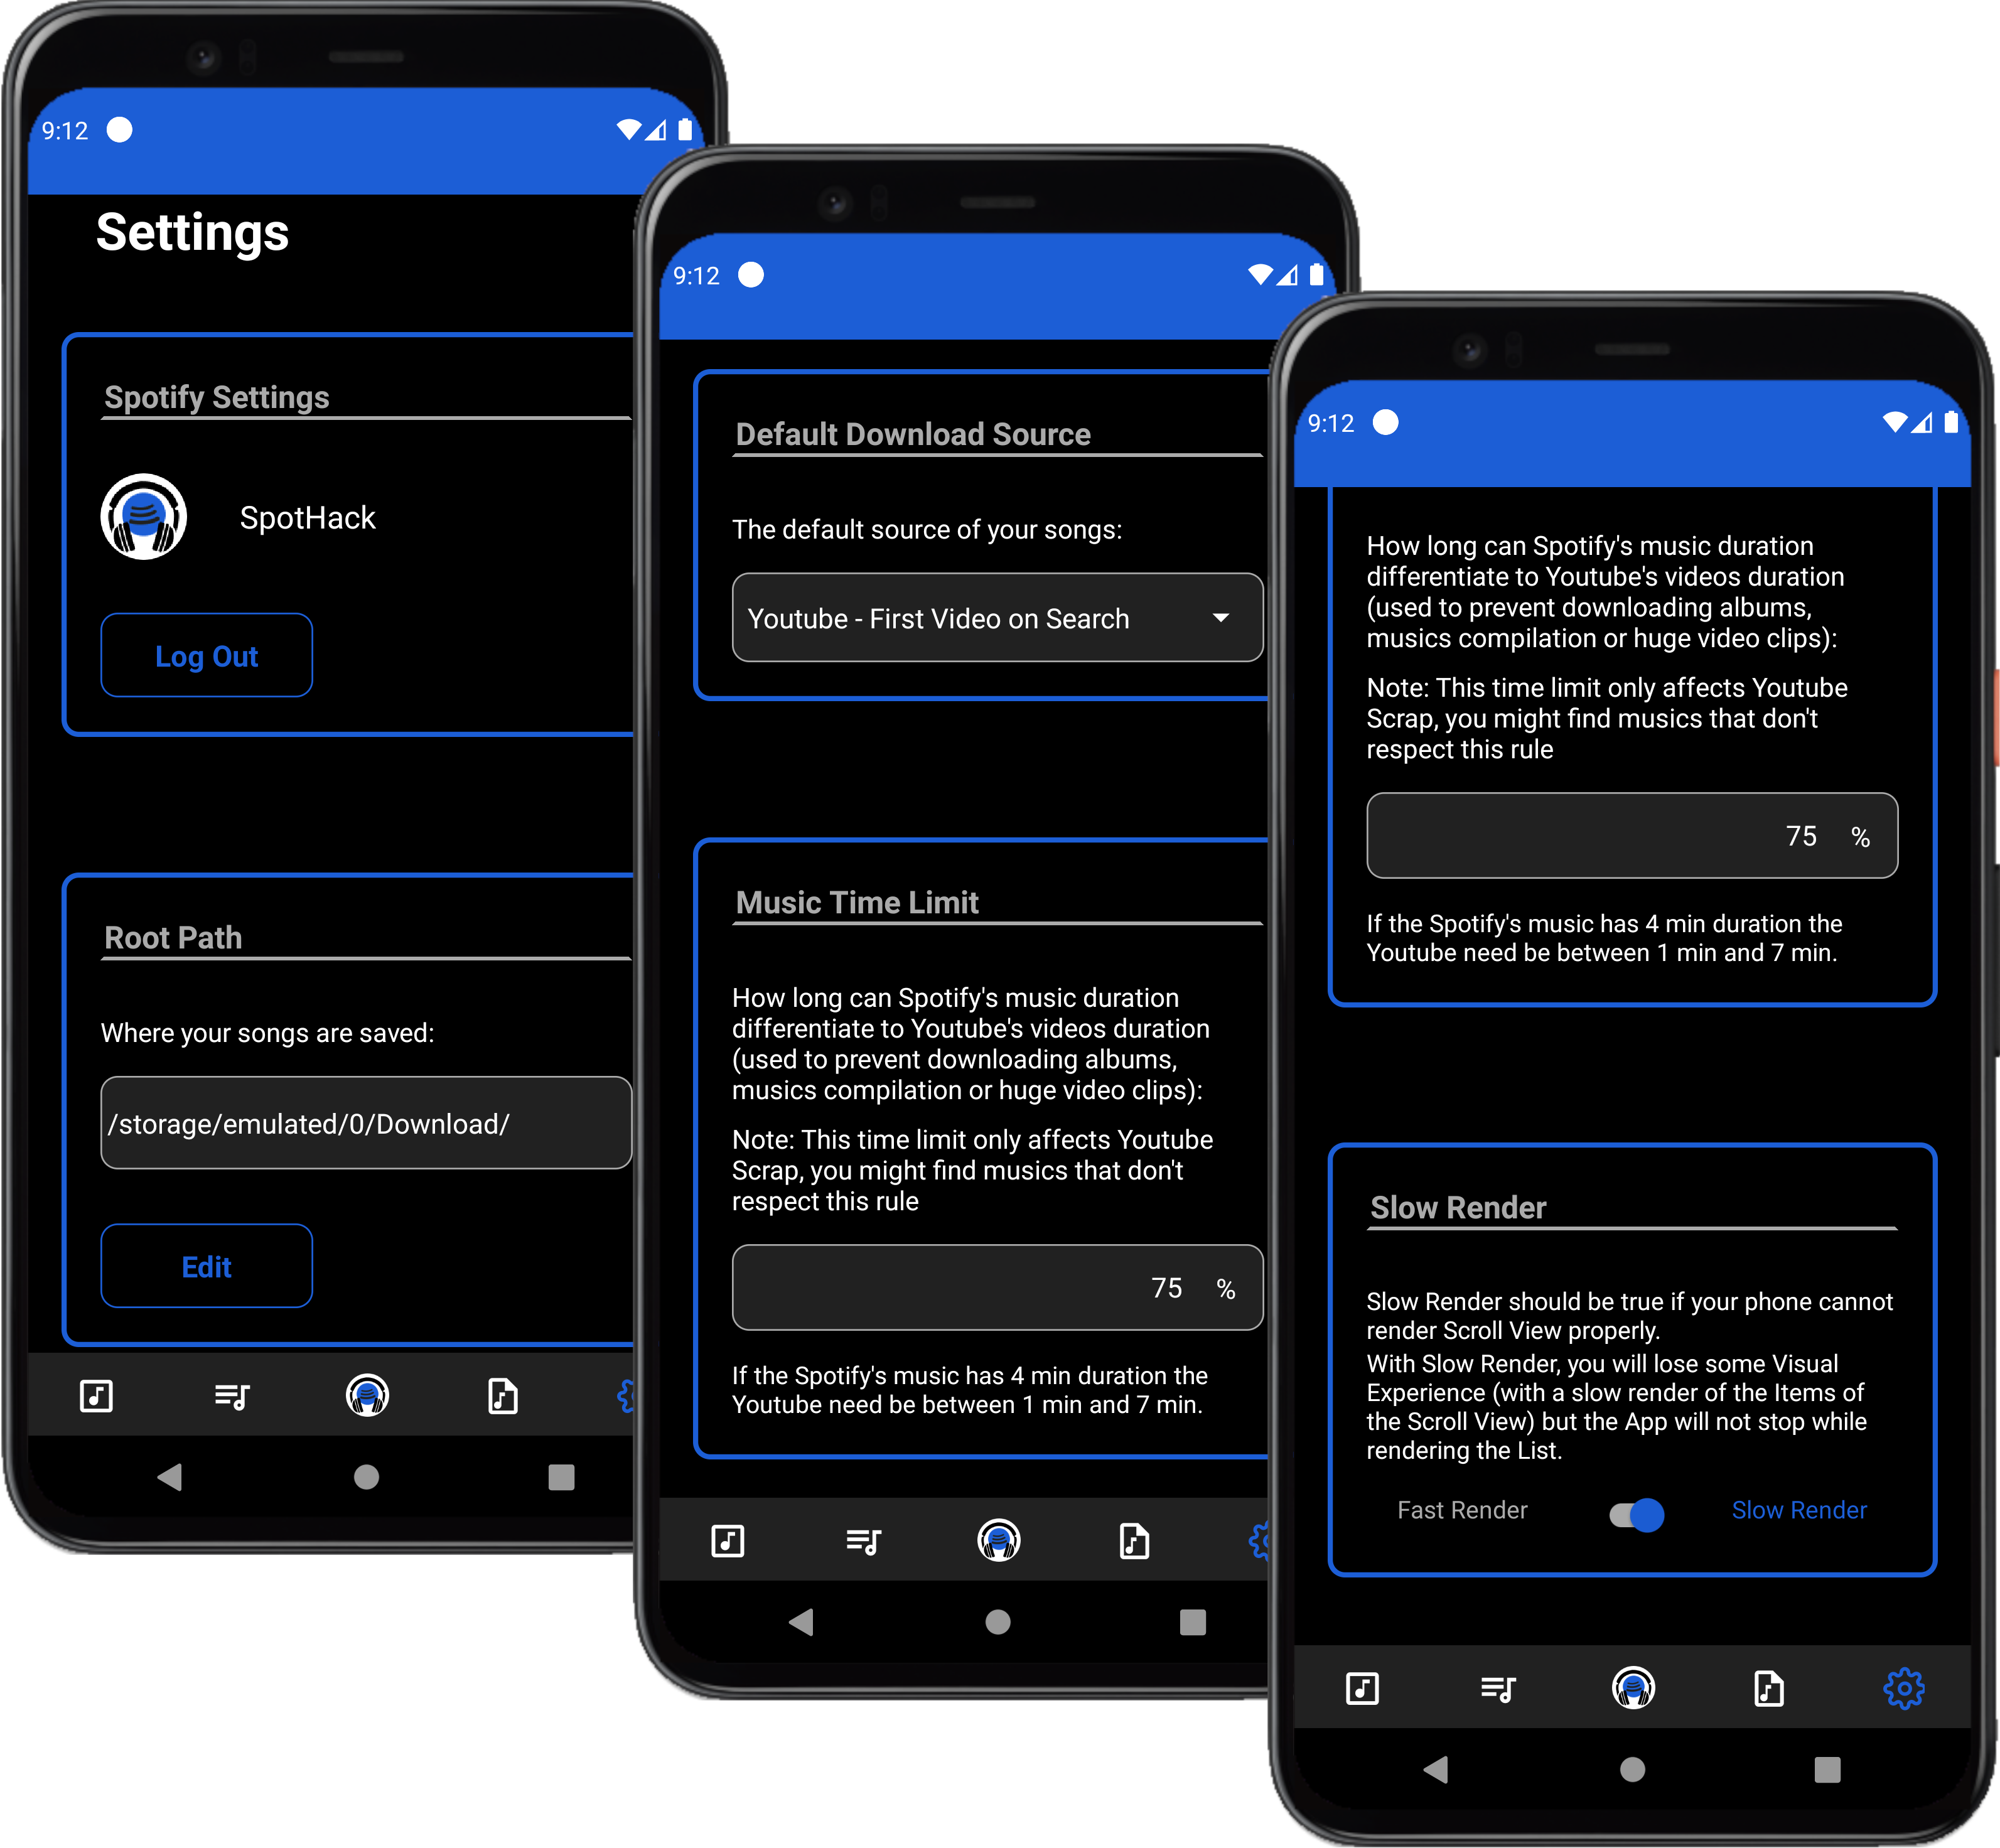 9:12
Settings
Spotify Settings
SpotHack
Log Out
Root Path
Where your songs are saved:
/storage/emulated/0/Download/
Edit
9:12
Default Download Source
The default source of your songs:
Youtube - First Video on Search
Music Time Limit
How long can Spotify's music duration
differentiate to Youtube's videos duration
(used to prevent downloading albums,
musics compilation or huge video clips):
Note: This time limit only affects Youtube
Scrap, you might find musics that don't
respect this rule
75 %
If the Spotify's music has 4 min duration the
Youtube need be between 1 min and 7 min.
9:12
How long can Spotify's music duration
differentiate to Youtube's videos duration
(used to prevent downloading albums,
musics compilation or huge video clips):
Note: This time limit only affects Youtube
Scrap, you might find musics that don't
respect this rule
75 %
If the Spotify's music has 4 min duration the
Youtube need be between 1 min and 7 min.
Slow Render
Slow Render should be true if your phone cannot
render Scroll View properly.
With Slow Render, you will lose some Visual
Experience (with a slow render of the Items of
the Scroll View) but the App will not stop while
rendering the List.
Fast Render Slow Render